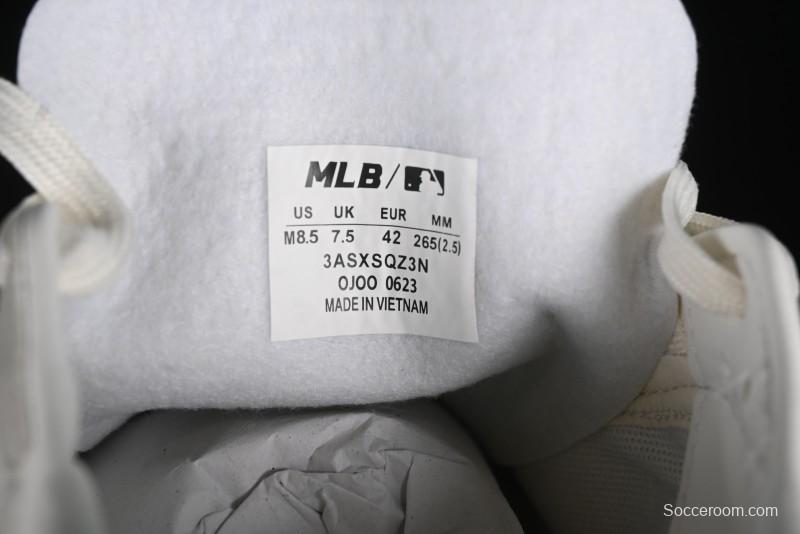 MLB/
US UK EUR MM
M8.5 7.5 42 265(2.5)
3ASXSQZ3N
OJOO 0623
MADE IN VIETNAM
Socceroom.com